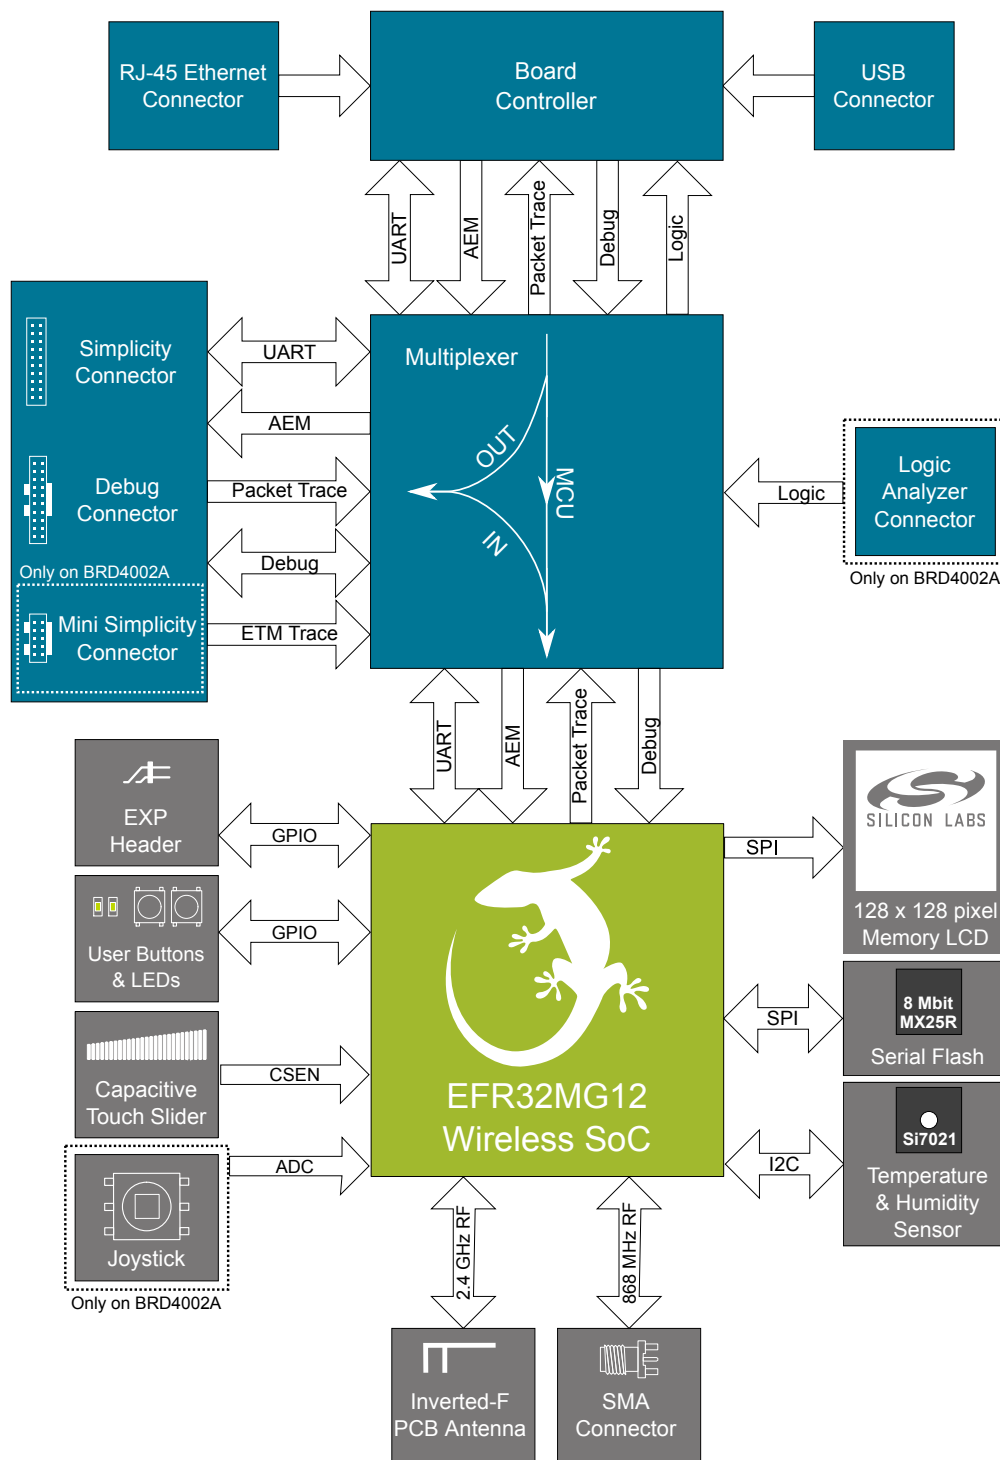 RJ-45 Ethernet
Connector
Board
Controller
USB
Connector
UART
AEM
Packet Trace
Debug
Logic
Simplicity
Connector
Debug
Connector
Only on BRD4002A
Mini Simplicity
Connector
UART
AEM
Packet Trace
Debug
ETM Trace
Multiplexer
OUT
MCU
IN
Logic
Logic
Analyzer
Connector
Only on BRD4002A
UART
AEM
Packet Trace
Debug
EXP
Header
GPIO
User Buttons
& LEDs
GPIO
Capacitive
Touch Slider
CSEN
Joystick
ADC
Only on BRD4002A
EFR32MG12
Wireless SoC
SPI
SILICON LABS
128 x 128 pixel
Memory LCD
SPI
8 Mbit
MX25R
Serial Flash
I2C
Si7021
Temperature
& Humidity
Sensor
2.4 GHz RF
868 MHz RF
Inverted-F
PCB Antenna
SMA
Connector